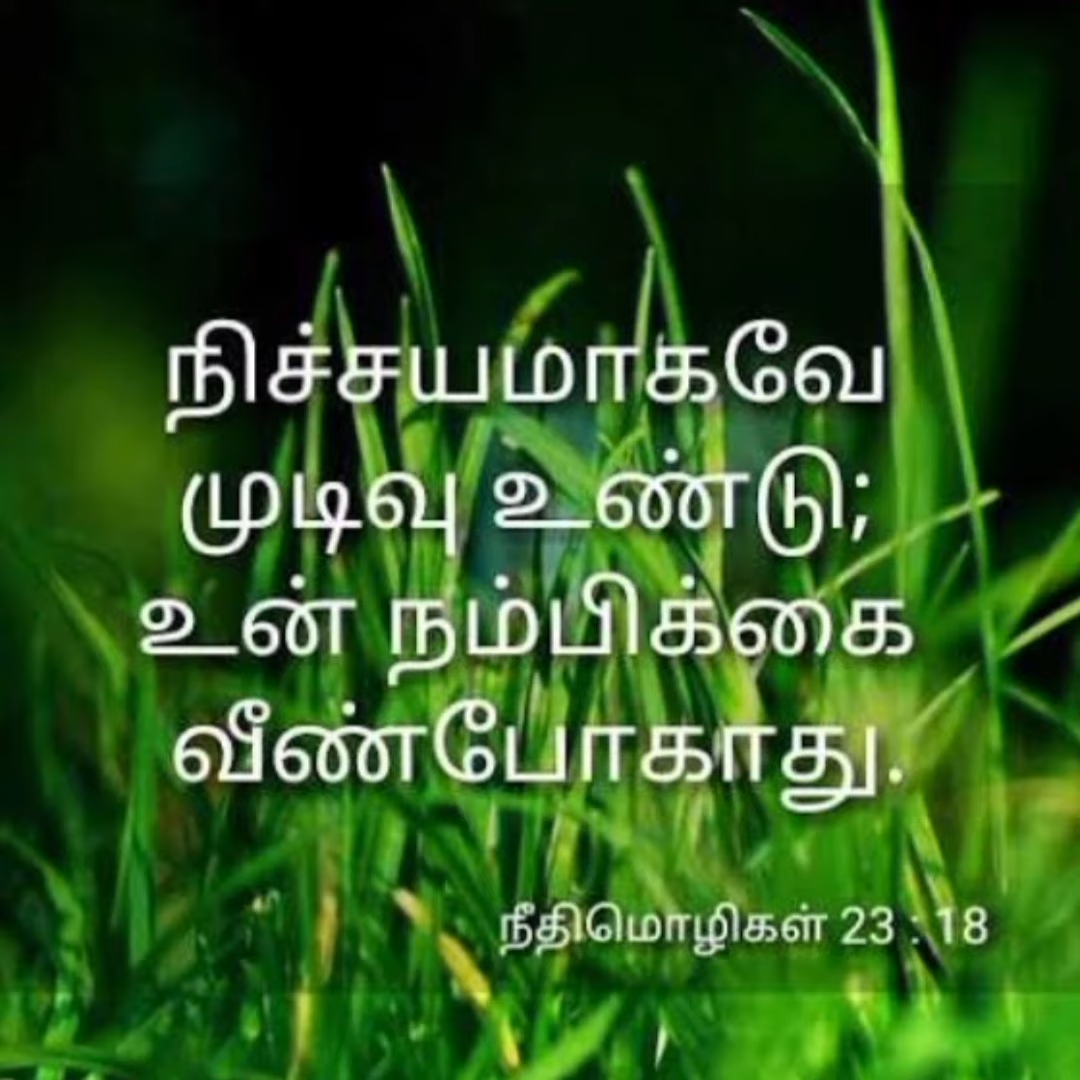 நிச்சயமாகவே
முடிவு உண்டு;
உன் நம்பிக்கை
வீண்போகாது.
நீதிமொழிகள் 23 : 18